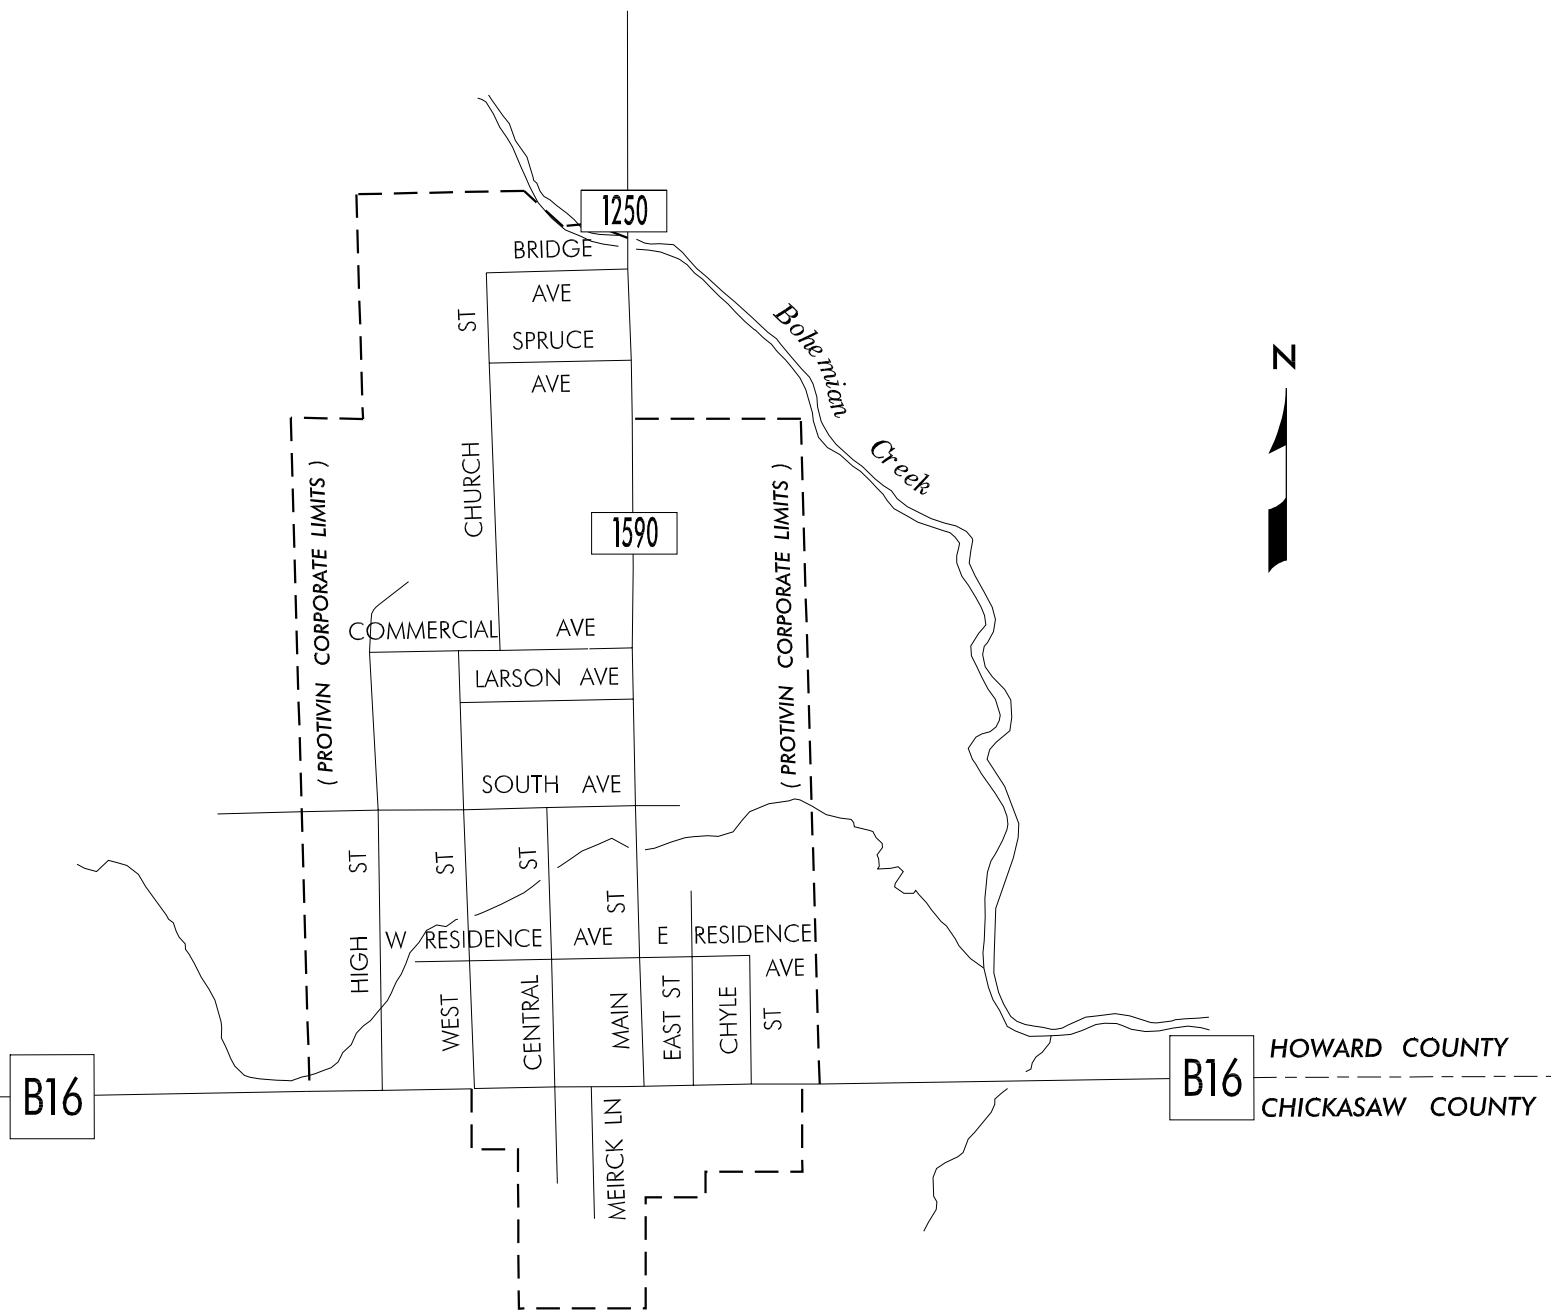 1250
BRIDGE
AVE
ST
SPRUCE
AVE
Bohemian
Creek
N
CHURCH
( PROTIVIN CORPORATE LIMITS )
( PROTIVIN CORPORATE LIMITS )
1590
COMMERCIAL AVE
LARSON AVE
SOUTH AVE
HIGH ST
WEST ST
CENTRAL ST
MAIN ST
W RESIDENCE AVE
E RESIDENCE
AVE
EAST ST
CHYLE ST
MEIRCK LN
B16
B16
HOWARD COUNTY
CHICKASAW COUNTY